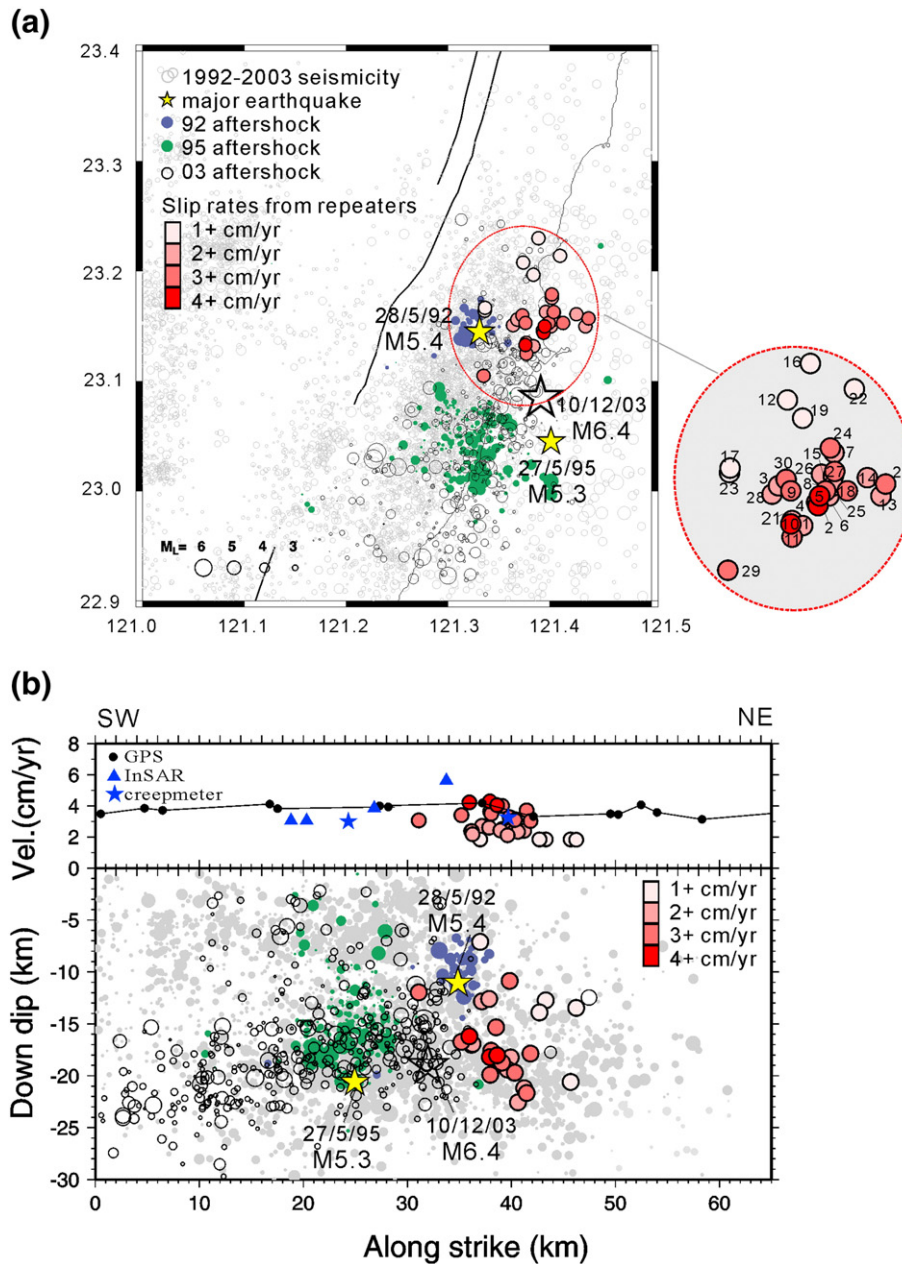 (a)
23.4
23.3
23.2
23.1
23.0
22.9
1992-2003 seismicity
major earthquake
92 aftershock
95 aftershock
03 aftershock
Slip rates from repeaters
1+ cm/yr
2+ cm/yr
3+ cm/yr
4+ cm/yr
28/5/92
M5.4
10/12/03
M6.4
27/5/95
M5.3
ML= 6 5 4 3
121.0 121.1 121.2 121.3 121.4 121.5
16
12
22
19
24
17
15
7
30
26
27
14
23
3
8
2
28
9
5
18
13
4
25
21
10
1
2
6
11
29
(b)
SW NE
8
6
4
2
0
Vel.(cm/yr)
GPS
InSAR
creepmeter
-5
-10
-15
-20
-25
-30
Down dip (km)
28/5/92
M5.4
1+ cm/yr
2+ cm/yr
3+ cm/yr
4+ cm/yr
27/5/95
M5.3
10/12/03
M6.4
0 10 20 30 40 50 60
Along strike (km)